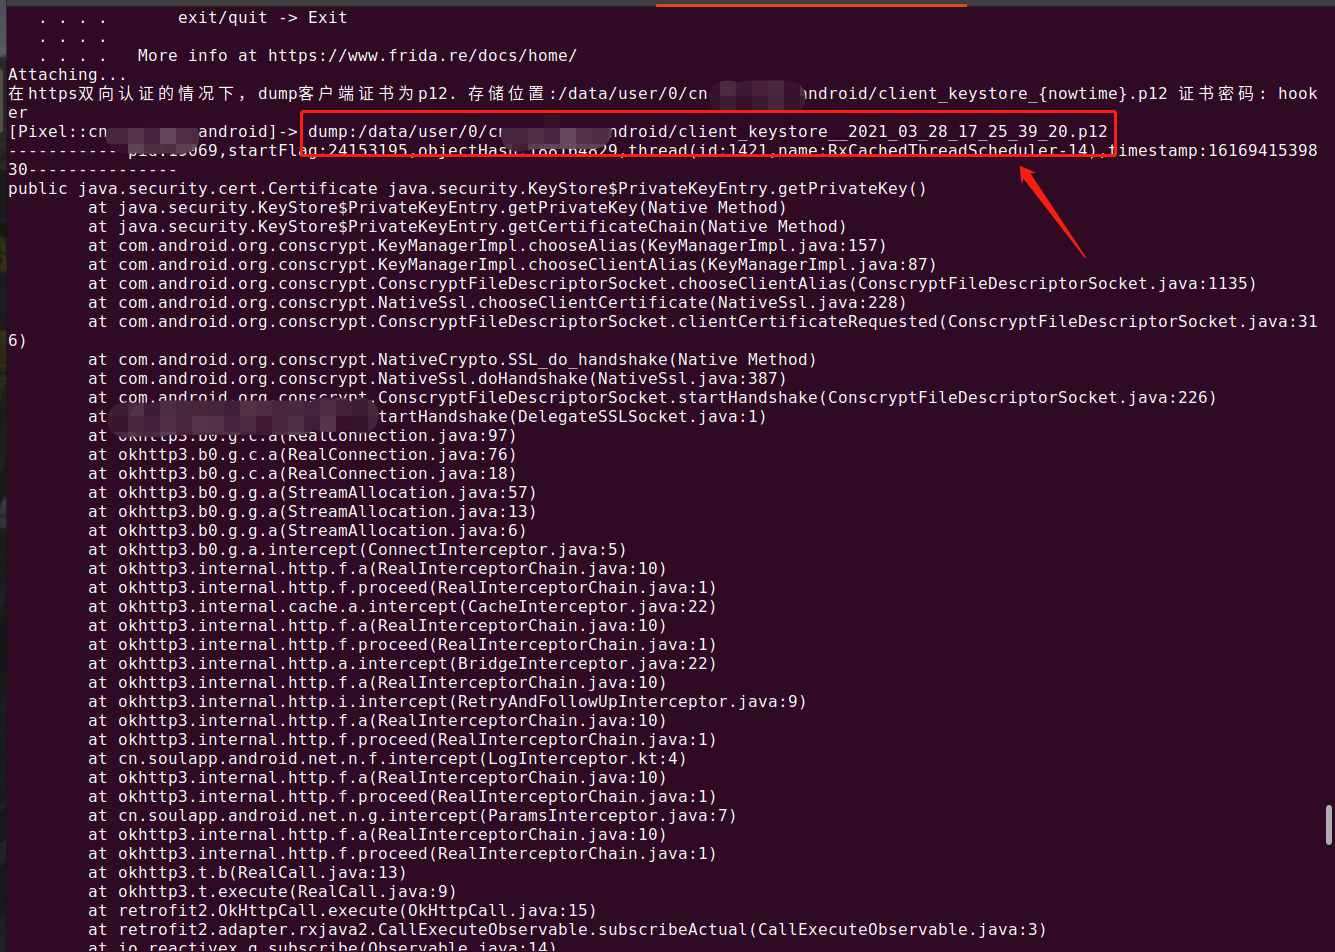 . . . .       exit/quit -> Exit
. . . .
. . . .   More info at https://www.frida.re/docs/home/
Attaching...
在https双向认证的情况下，dump客户端证书为p12. 存储位置:/data/user/0/cn android/client_keystore_{nowtime}.p12 证书密码: hook
er
[Pixel::cn android]-> dump:/data/user/0/cn ndroid/client_keystore__2021_03_28_17_25_39_20.p12
startFlag:24153195,objectHash:188164829,thread(id:1421,name:RxCachedThreadScheduler-14),timestamp:16169415398
30---------------
public java.security.cert.Certificate java.security.KeyStore$PrivateKeyEntry.getPrivateKey()
at java.security.KeyStore$PrivateKeyEntry.getPrivateKey(Native Method)
at java.security.KeyStore$PrivateKeyEntry.getCertificateChain(Native Method)
at com.android.org.conscrypt.KeyManagerImpl.chooseAlias(KeyManagerImpl.java:157)
at com.android.org.conscrypt.KeyManagerImpl.chooseClientAlias(KeyManagerImpl.java:87)
at com.android.org.conscrypt.ConscryptFileDescriptorSocket.chooseClientAlias(ConscryptFileDescriptorSocket.java:1135)
at com.android.org.conscrypt.NativeSsl.chooseClientCertificate(NativeSsl.java:228)
at com.android.org.conscrypt.ConscryptFileDescriptorSocket.clientCertificateRequested(ConscryptFileDescriptorSocket.java:31
6)
at com.android.org.conscrypt.NativeCrypto.SSL_do_handshake(Native Method)
at com.android.org.conscrypt.NativeSsl.doHandshake(NativeSsl.java:387)
at com.android.org.conscrypt.ConscryptFileDescriptorSocket.startHandshake(ConscryptFileDescriptorSocket.java:226)
at tartHandshake(DelegateSSLSocket.java:1)
at okhttp3.b0.g.c.a(RealConnection.java:97)
at okhttp3.b0.g.c.a(RealConnection.java:76)
at okhttp3.b0.g.c.a(RealConnection.java:18)
at okhttp3.b0.g.g.a(StreamAllocation.java:57)
at okhttp3.b0.g.g.a(StreamAllocation.java:13)
at okhttp3.b0.g.g.a(StreamAllocation.java:6)
at okhttp3.b0.g.a.intercept(ConnectInterceptor.java:5)
at okhttp3.internal.http.f.a(RealInterceptorChain.java:10)
at okhttp3.internal.http.f.proceed(RealInterceptorChain.java:1)
at okhttp3.internal.cache.a.intercept(CacheInterceptor.java:22)
at okhttp3.internal.http.f.a(RealInterceptorChain.java:10)
at okhttp3.internal.http.f.proceed(RealInterceptorChain.java:1)
at okhttp3.internal.http.a.intercept(BridgeInterceptor.java:22)
at okhttp3.internal.http.f.a(RealInterceptorChain.java:10)
at okhttp3.internal.http.i.intercept(RetryAndFollowUpInterceptor.java:9)
at okhttp3.internal.http.f.a(RealInterceptorChain.java:10)
at okhttp3.internal.http.f.proceed(RealInterceptorChain.java:1)
at cn.soulapp.android.net.n.f.intercept(LogInterceptor.kt:4)
at okhttp3.internal.http.f.a(RealInterceptorChain.java:10)
at okhttp3.internal.http.f.proceed(RealInterceptorChain.java:1)
at cn.soulapp.android.net.n.g.intercept(ParamsInterceptor.java:7)
at okhttp3.internal.http.f.a(RealInterceptorChain.java:10)
at okhttp3.internal.http.f.proceed(RealInterceptorChain.java:1)
at okhttp3.t.b(RealCall.java:13)
at okhttp3.t.execute(RealCall.java:9)
at retrofit2.OkHttpCall.execute(OkHttpCall.java:15)
at retrofit2.adapter.rxjava2.CallExecuteObservable.subscribeActual(CallExecuteObservable.java:3)
at io.reactivex.g.subscribe(Observable.java:14)